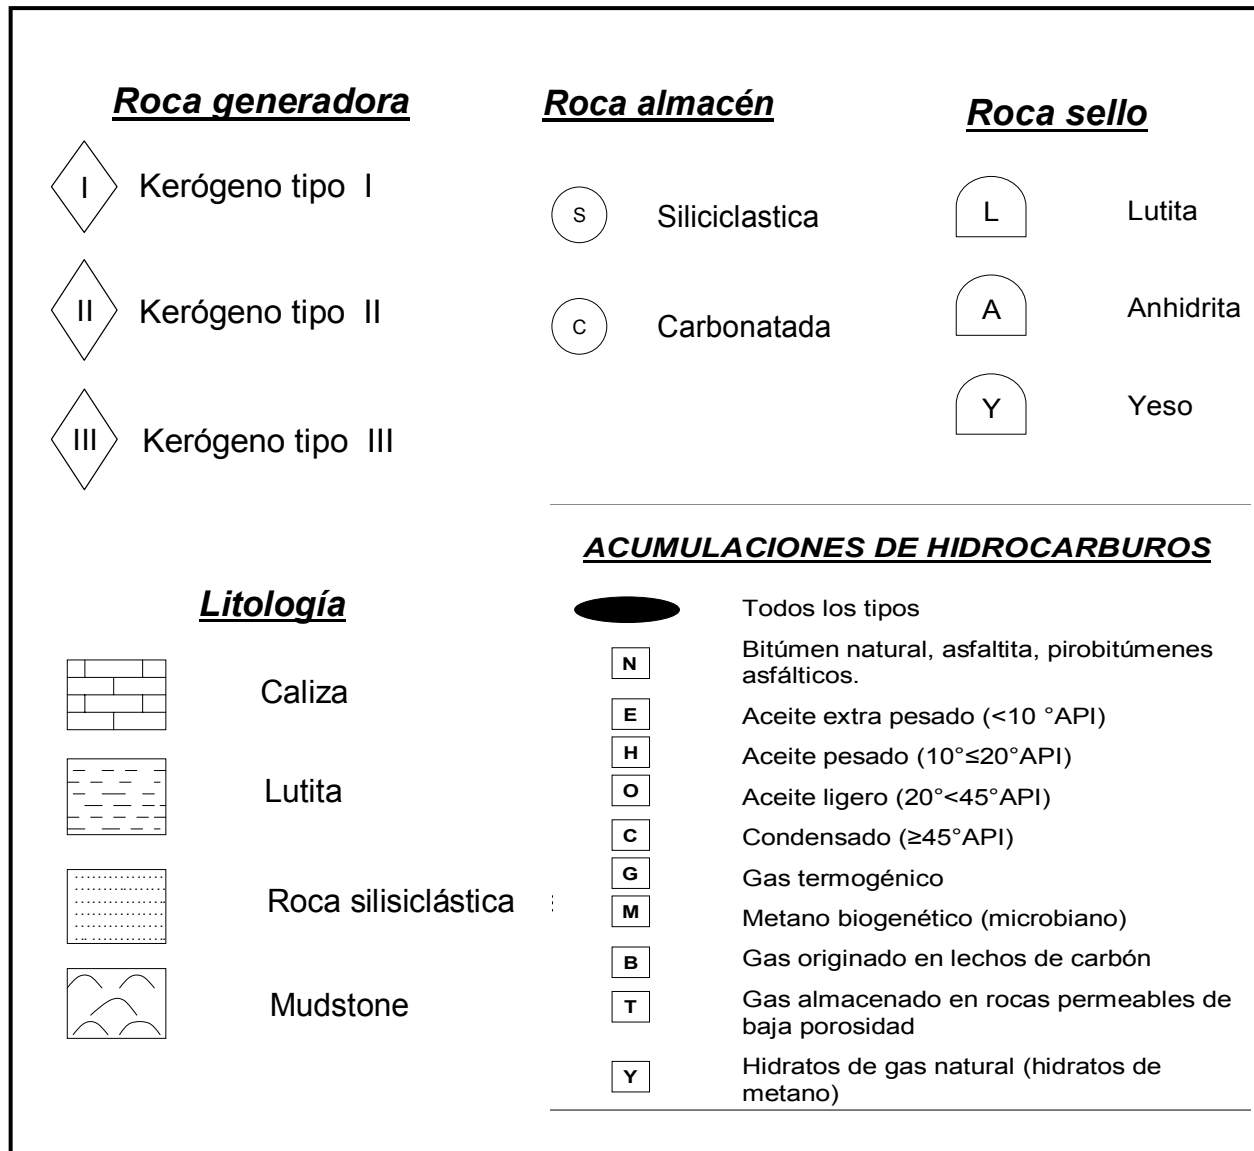 Roca generadora
I Kerógeno tipo I
II Kerógeno tipo II
III Kerógeno tipo III
Roca almacén
S Siliciclastica
C Carbonatada
Roca sello
L Lutita
A Anhidrita
Y Yeso
Litología
Caliza
Lutita
Roca silisiclástica
Mudstone
ACUMULACIONES DE HIDROCARBUROS
Todos los tipos
N Bitúmen natural, asfaltita, pirobitúmenes
asfálticos.
E Aceite extra pesado (<10 °API)
H Aceite pesado (10°≤20°API)
O Aceite ligero (20°<45°API)
C Condensado (≥45°API)
G Gas termogénico
M Metano biogenético (microbiano)
B Gas originado en lechos de carbón
T Gas almacenado en rocas permeables de
baja porosidad
Y Hidratos de gas natural (hidratos de
metano)